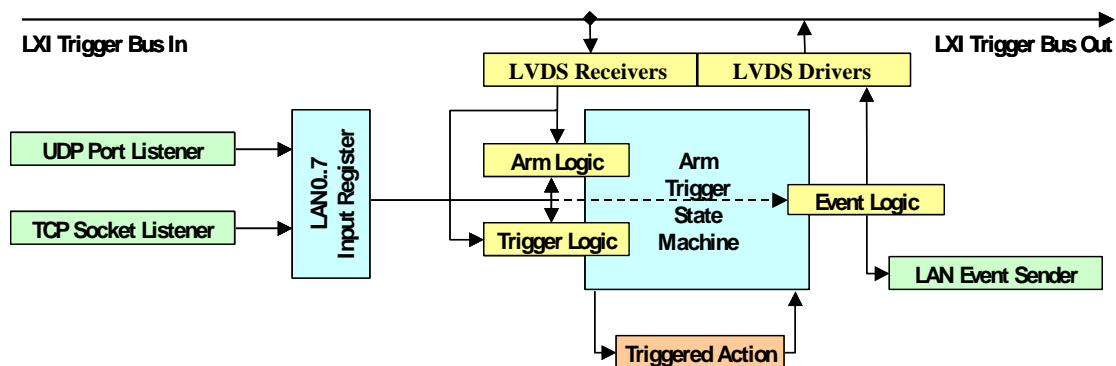 LXI Trigger Bus In
LXI Trigger Bus Out
LVDS Receivers
LVDS Drivers
UDP Port Listener
TCP Socket Listener
LAN0..7
Input Register
Arm Logic
Trigger Logic
Arm
Trigger
State
Machine
Event Logic
LAN Event Sender
Triggered Action